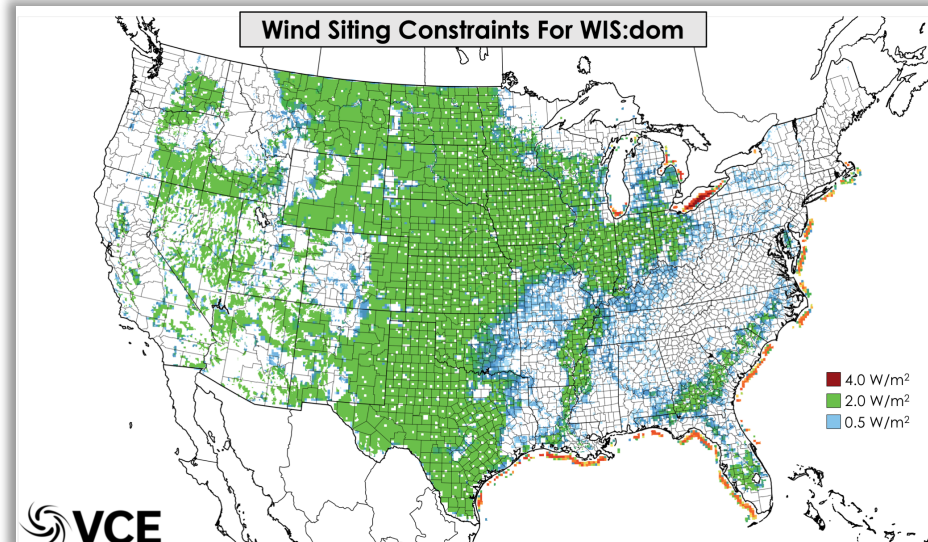 Wind Siting Constraints For WIS:dom
4.0 W/m²
2.0 W/m²
0.5 W/m²
VCE